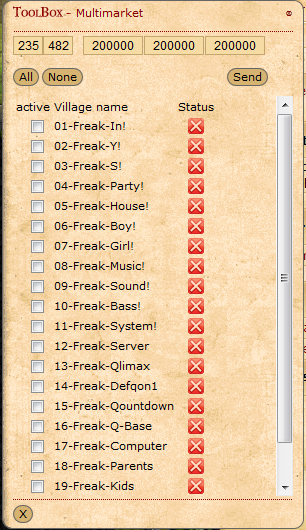 ToolBox - Multimarket
235 482 200000 200000 200000
All None Send
active Village name Status
01-Freak-In!
02-Freak-Y!
03-Freak-S!
04-Freak-Party!
05-Freak-House!
06-Freak-Boy!
07-Freak-Girl!
08-Freak-Music!
09-Freak-Sound!
10-Freak-Bass!
11-Freak-System!
12-Freak-Server
13-Freak-Qlimax
14-Freak-Defqon1
15-Freak-Qountdown
16-Freak-Q-Base
17-Freak-Computer
18-Freak-Parents
19-Freak-Kids
X